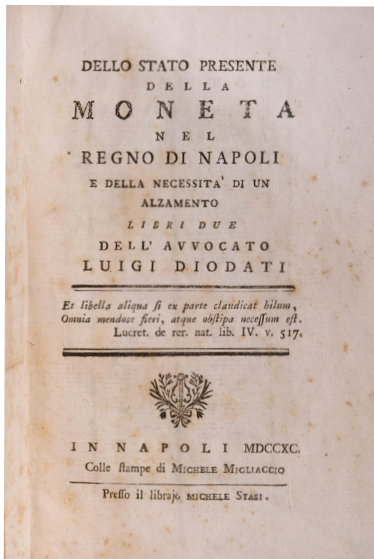 DELLO STATO PRESENTE
DELLA
MONETA
NEL
REGNO DI NAPOLI
E DELLA NECESSITA' DI UN
ALZAMENTO
LIBRI DUE
DELL' AVVOCATO
LUIGI DIODATI
Et libella aliqua si ex parte claudicat hilum,
Omnia mendose fieri, atque obstipa necessum est.
Lucret. de rer. nat. lib. IV. v. 517.
IN NAPOLI MDCCXC.
Colle stampe di MICHELE MIGLIACCIO
Presso il librajo MICHELE STASI.